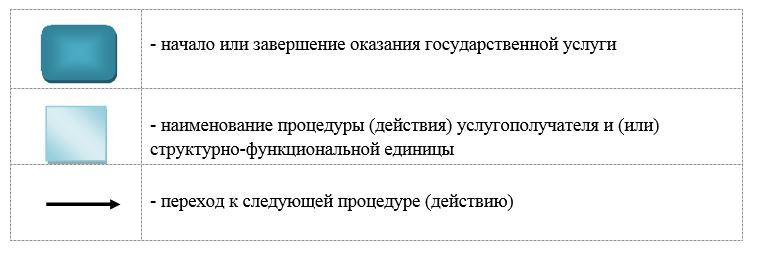 - начало или завершение оказания государственной услуги
- наименование процедуры (действия) услугополучателя и (или)
структурно-функциональной единицы
- переход к следующей процедуре (действию)